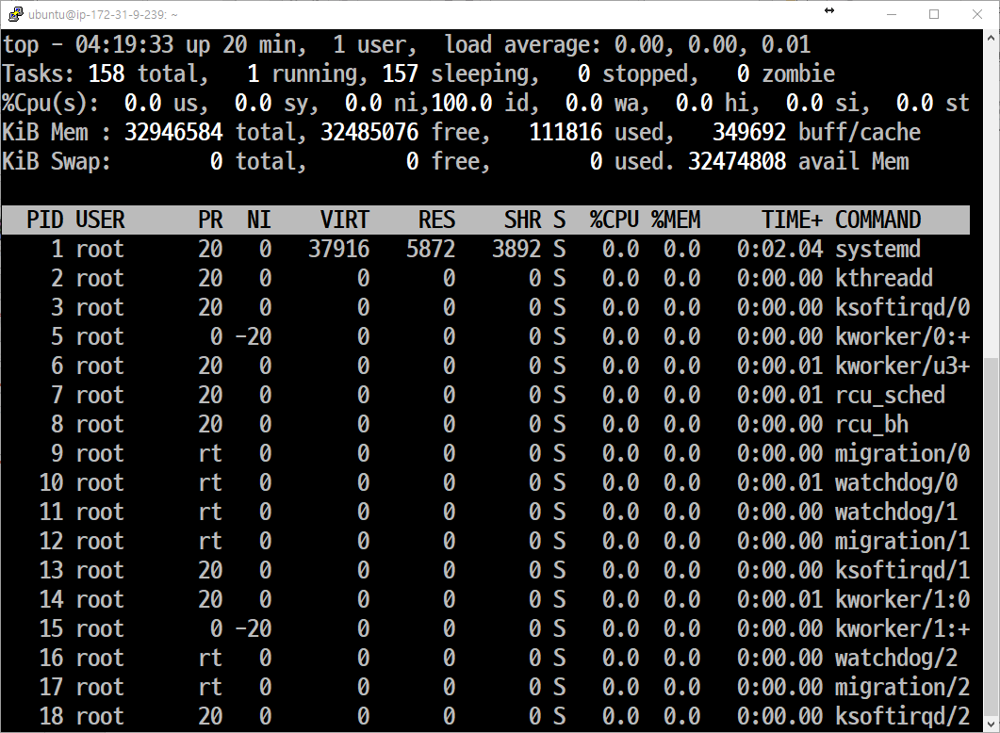 ubuntu@ip-172-31-9-239: ~
top - 04:19:33 up 20 min,  1 user,  load average: 0.00, 0.00, 0.01
Tasks: 158 total,   1 running, 157 sleeping,   0 stopped,   0 zombie
%Cpu(s):  0.0 us,  0.0 sy,  0.0 ni,100.0 id,  0.0 wa,  0.0 hi,  0.0 si,  0.0 st
KiB Mem : 32946584 total, 32485076 free,   111816 used,   349692 buff/cache
KiB Swap:        0 total,        0 free,        0 used. 32474808 avail Mem
PID USER      PR  NI    VIRT    RES    SHR S  %CPU %MEM     TIME+ COMMAND
1 root      20   0   37916   5872   3892 S   0.0  0.0   0:02.04 systemd
2 root      20   0       0      0      0 S   0.0  0.0   0:00.00 kthreadd
3 root      20   0       0      0      0 S   0.0  0.0   0:00.00 ksoftirqd/0
5 root       0 -20       0      0      0 S   0.0  0.0   0:00.00 kworker/0:+
6 root      20   0       0      0      0 S   0.0  0.0   0:00.01 kworker/u3+
7 root      20   0       0      0      0 S   0.0  0.0   0:00.01 rcu_sched
8 root      20   0       0      0      0 S   0.0  0.0   0:00.00 rcu_bh
9 root      rt   0       0      0      0 S   0.0  0.0   0:00.00 migration/0
10 root      rt   0       0      0      0 S   0.0  0.0   0:00.01 watchdog/0
11 root      rt   0       0      0      0 S   0.0  0.0   0:00.00 watchdog/1
12 root      rt   0       0      0      0 S   0.0  0.0   0:00.00 migration/1
13 root      20   0       0      0      0 S   0.0  0.0   0:00.00 ksoftirqd/1
14 root      20   0       0      0      0 S   0.0  0.0   0:00.01 kworker/1:0
15 root       0 -20       0      0      0 S   0.0  0.0   0:00.00 kworker/1:+
16 root      rt   0       0      0      0 S   0.0  0.0   0:00.00 watchdog/2
17 root      rt   0       0      0      0 S   0.0  0.0   0:00.00 migration/2
18 root      20   0       0      0      0 S   0.0  0.0   0:00.00 ksoftirqd/2